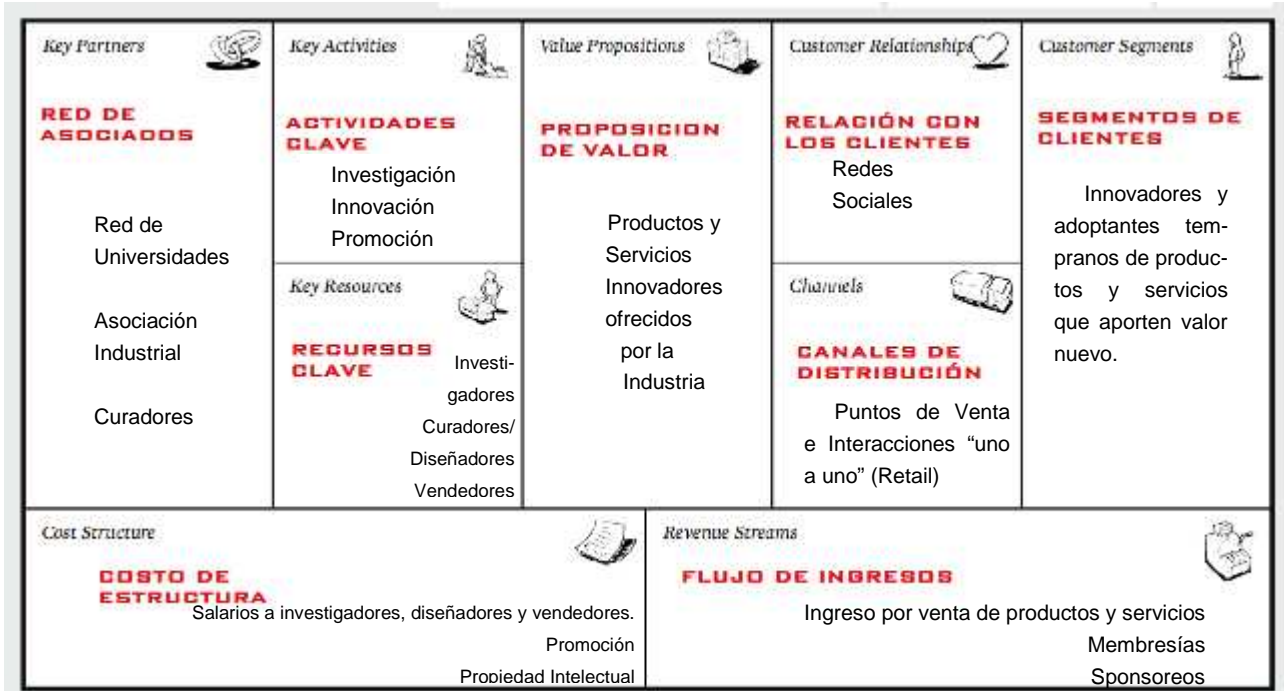 Key Partners
RED DE
ASOCIADOS
Red de
Universidades
Asociación
Industrial
Curadores
Key Activities
ACTIVIDADES
CLAVE
Investigación
Innovación
Promoción
Key Resources
RECURSOS
CLAVE
Investi-
gadores
Curadores/
Diseñadores
Vendedores
Value Propositions
PROPOSICION
DE VALOR
Productos y
Servicios
Innovadores
ofrecidos
por la
Industria
Customer Relationships
RELACIÓN CON
LOS CLIENTES
Redes
Sociales
Channels
CANALES DE
DISTRIBUCIÓN
Puntos de Venta
e Interacciones “uno
a uno” (Retail)
Customer Segments
SEGMENTOS DE
CLIENTES
Innovadores y
adoptantes tem-
pranos de produc-
tos y servicios
que aporten valor
nuevo.
Cost Structure
COSTO DE
ESTRUCTURA
Salarios a investigadores, diseñadores y vendedores.
Promoción
Propiedad Intelectual
Revenue Streams
FLUJO DE INGRESOS
Ingreso por venta de productos y servicios
Membresías
Sponsoreos